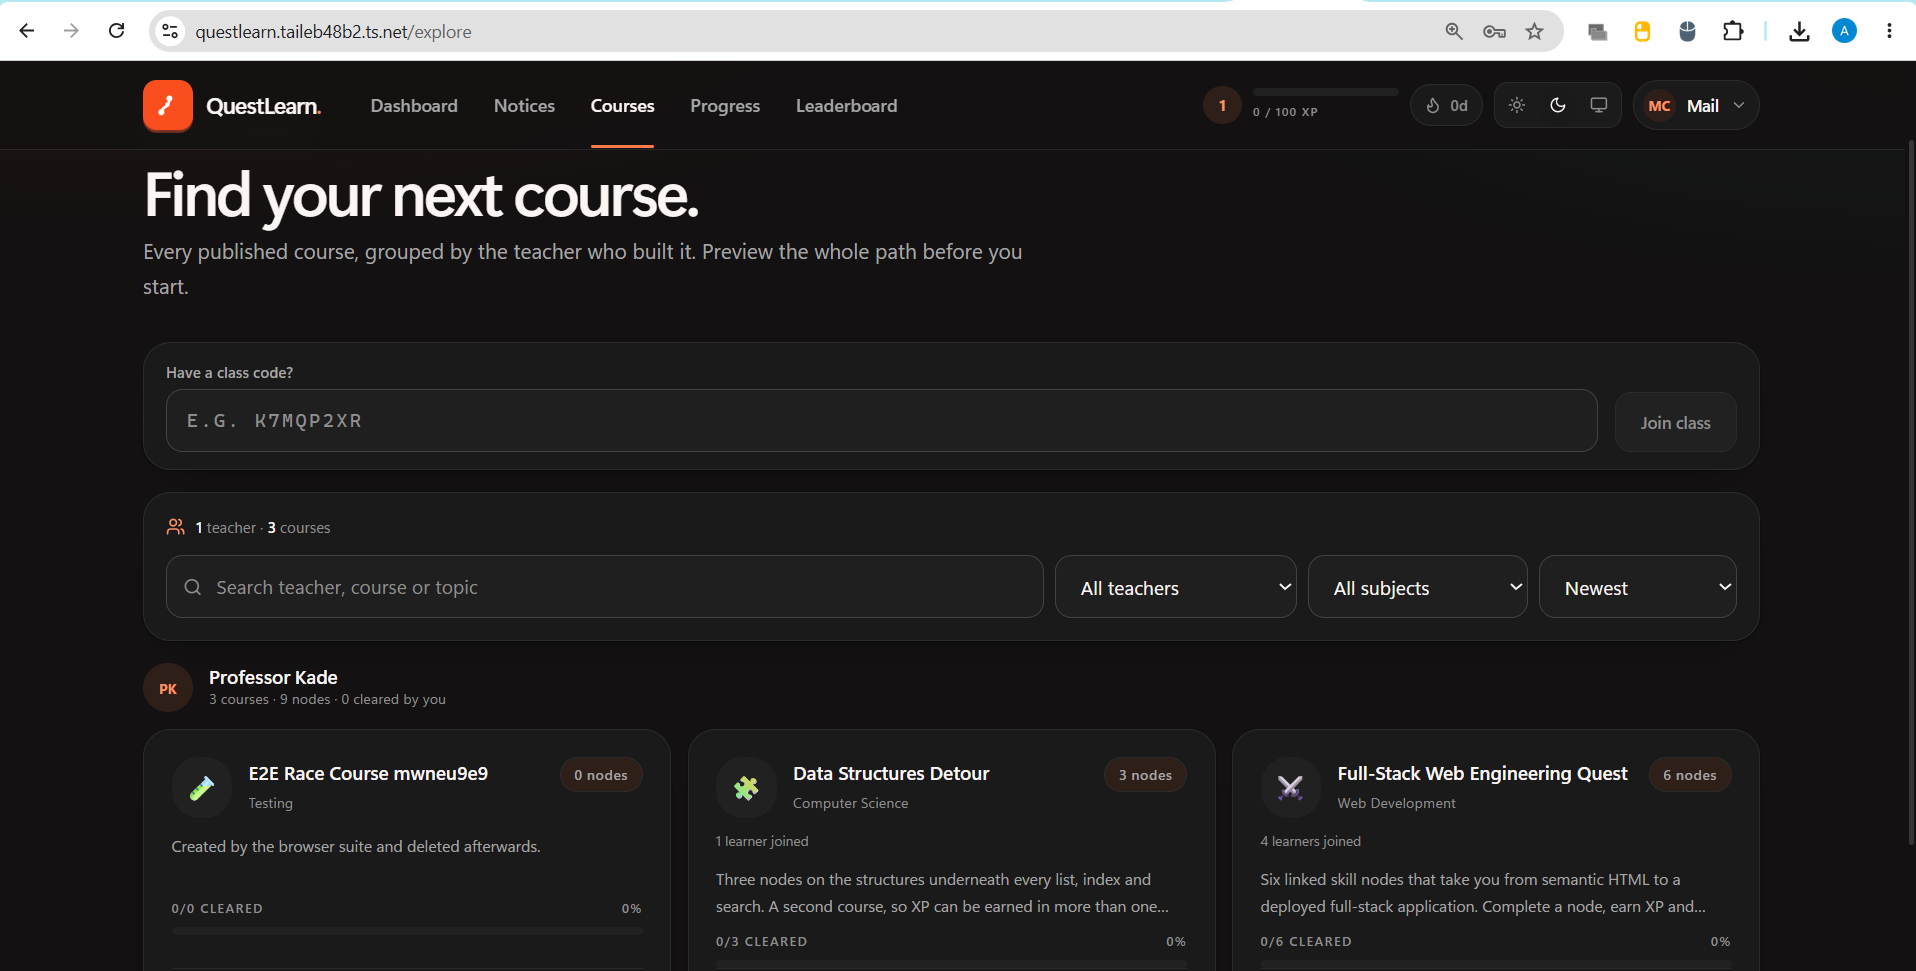 questlearn.taileb48b2.ts.net/explore
A
QuestLearn.
Dashboard
Notices
Courses
Progress
Leaderboard
1
0 / 100 XP
0d
MC
Mail
Find your next course.
Every published course, grouped by the teacher who built it. Preview the whole path before you
start.
Have a class code?
E.G. K7MQP2XR
Join class
1 teacher · 3 courses
Search teacher, course or topic
All teachers
All subjects
Newest
PK
Professor Kade
3 courses · 9 nodes · 0 cleared by you
E2E Race Course mwneu9e9
0 nodes
Testing
Created by the browser suite and deleted afterwards.
0/0 CLEARED
0%
Data Structures Detour
3 nodes
Computer Science
1 learner joined
Three nodes on the structures underneath every list, index and
search. A second course, so XP can be earned in more than one...
0/3 CLEARED
0%
Full-Stack Web Engineering Quest
6 nodes
Web Development
4 learners joined
Six linked skill nodes that take you from semantic HTML to a
deployed full-stack application. Complete a node, earn XP and...
0/6 CLEARED
0%